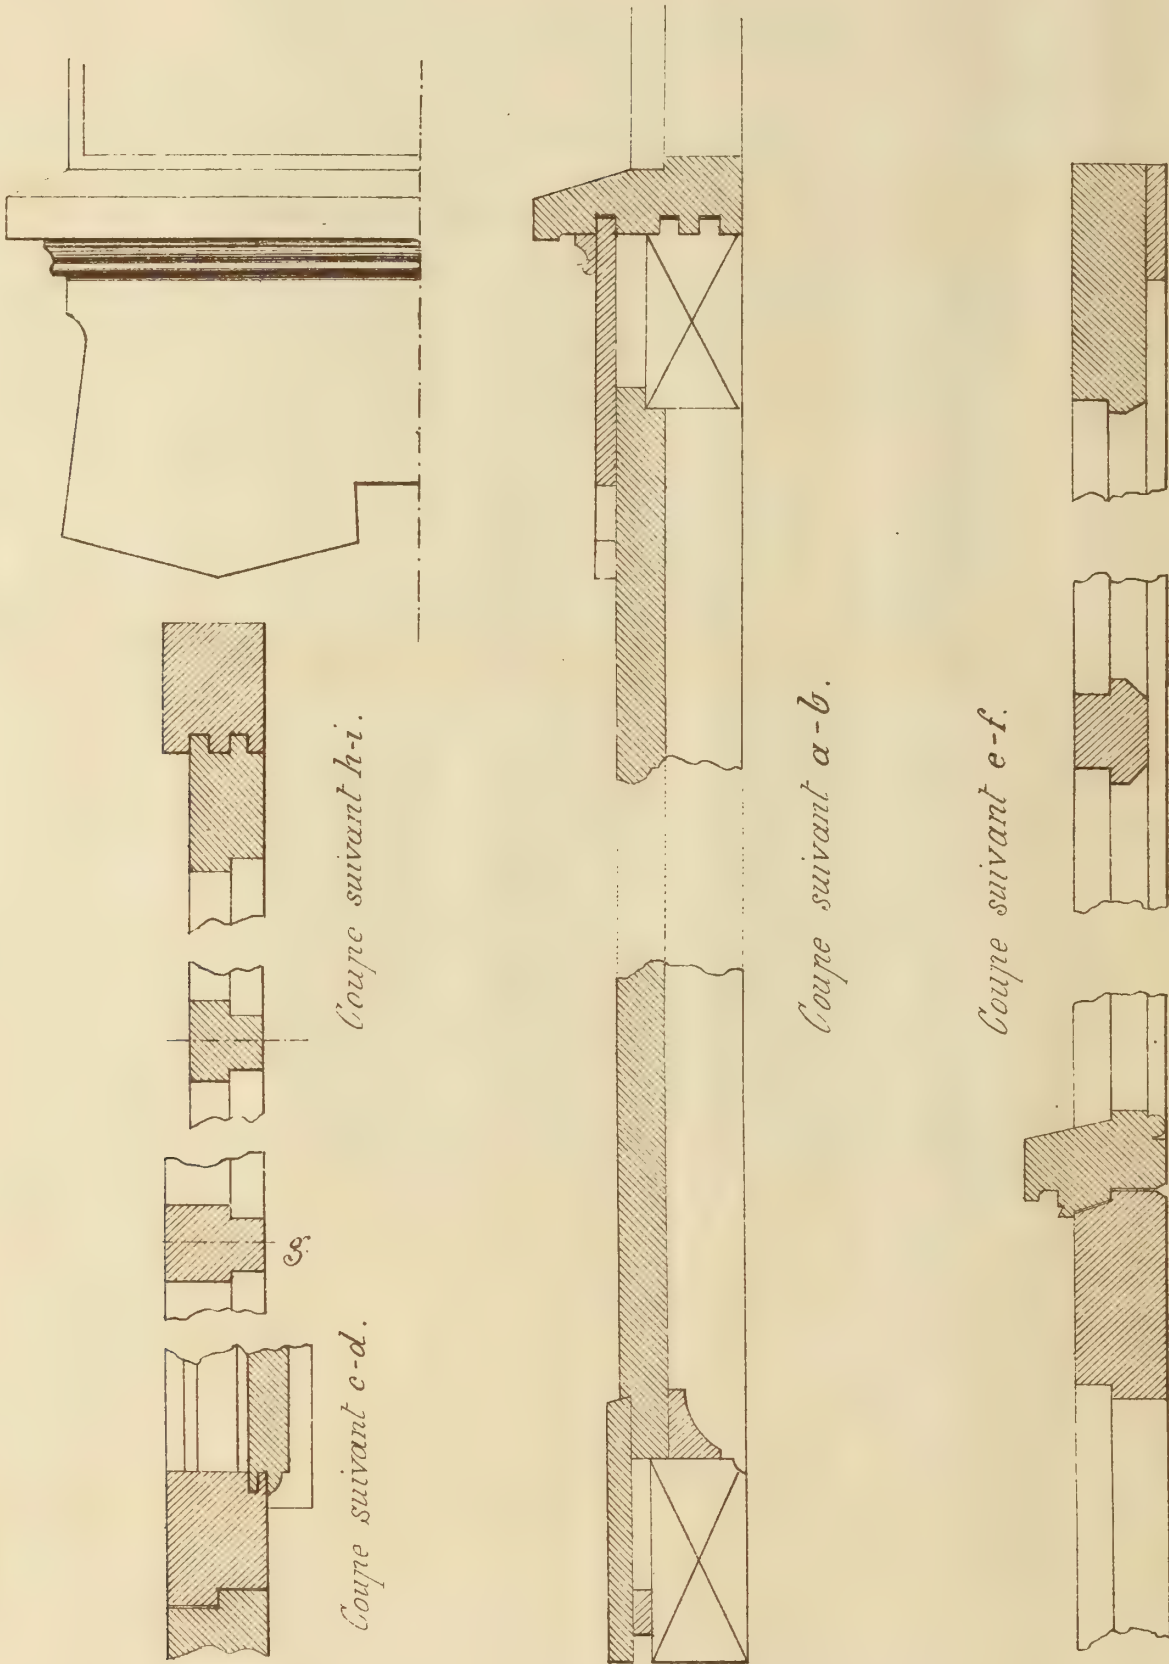 Coupe suivant h-i.
g.
Coupe suivant c-d.
Coupe suivant a-b.
Coupe suivant e-f.